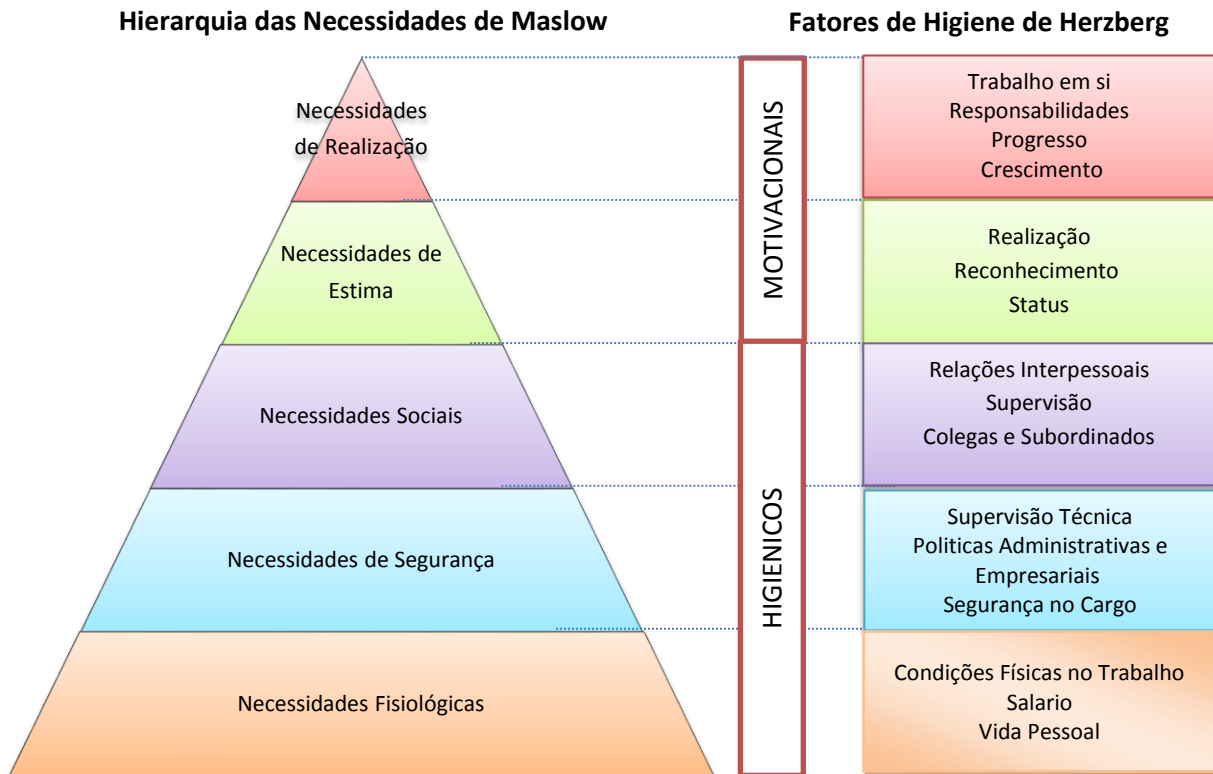 Hierarquia das Necessidades de Maslow
Fatores de Higiene de Herzberg
Necessidades
de Realização
Necessidades de
Estima
Necessidades Sociais
Necessidades de Segurança
Necessidades Fisiológicas
MOTIVACIONAIS
HIGIENICOS
Trabalho em si
Responsabilidades
Progresso
Crescimento
Realização
Reconhecimento
Status
Relações Interpessoais
Supervisão
Colegas e Subordinados
Supervisão Técnica
Politicas Administrativas e
Empresariais
Segurança no Cargo
Condições Físicas no Trabalho
Salario
Vida Pessoal